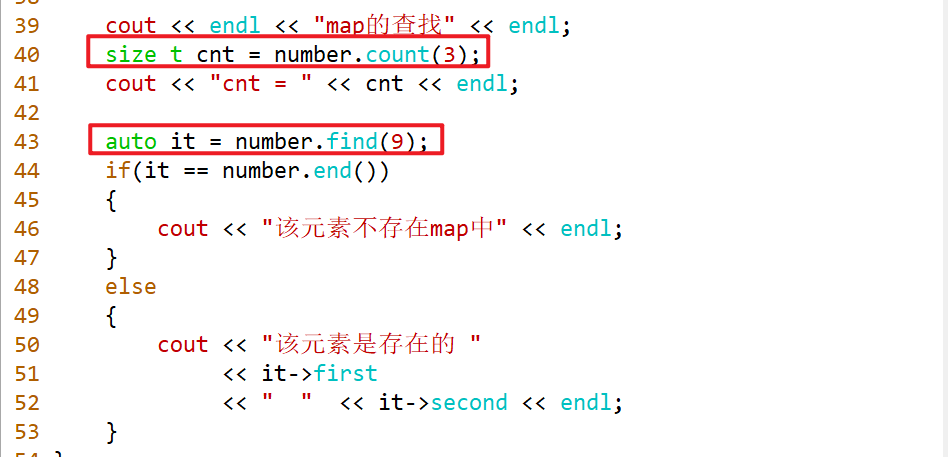 39 cout << endl << "map的查找" << endl;
40 size_t cnt = number.count(3);
41 cout << "cnt = " << cnt << endl;
42
43 auto it = number.find(9);
44 if(it == number.end())
45 {
46 cout << "该元素不存在map中" << endl;
47 }
48 else
49 {
50 cout << "该元素是存在的 "
51 << it->first
52 << "  " << it->second << endl;
53 }